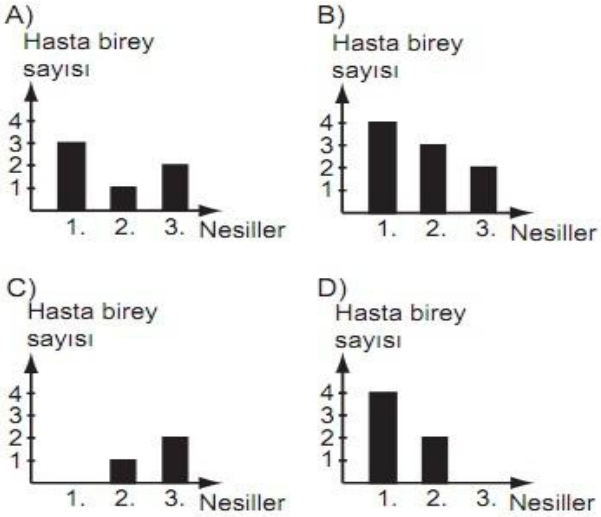 A)
Hasta birey
sayısı
4
3
2
1
1. 2. 3. Nesiller
B)
Hasta birey
sayısı
4
3
2
1
1. 2. 3. Nesiller
C)
Hasta birey
sayısı
4
3
2
1
1. 2. 3. Nesiller
D)
Hasta birey
sayısı
4
3
2
1
1. 2. 3. Nesiller